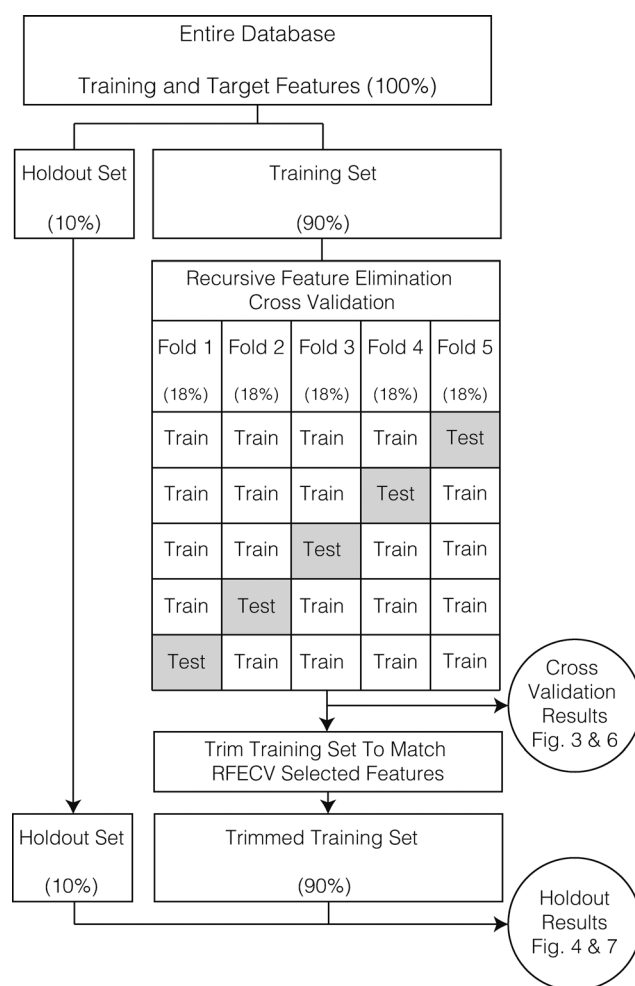 Entire Database
Training and Target Features (100%)
Holdout Set
(10%)
Training Set
(90%)
Recursive Feature Elimination
Cross Validation
Fold 1 Fold 2 Fold 3 Fold 4 Fold 5
(18%) (18%) (18%) (18%) (18%)
Train Train Train Train Test
Train Train Train Test Train
Train Train Test Train Train
Train Test Train Train Train
Test Train Train Train Train
Cross
Validation
Results
Fig. 3 & 6
Trim Training Set To Match
RFECV Selected Features
Holdout Set
(10%)
Trimmed Training Set
(90%)
Holdout
Results
Fig. 4 & 7